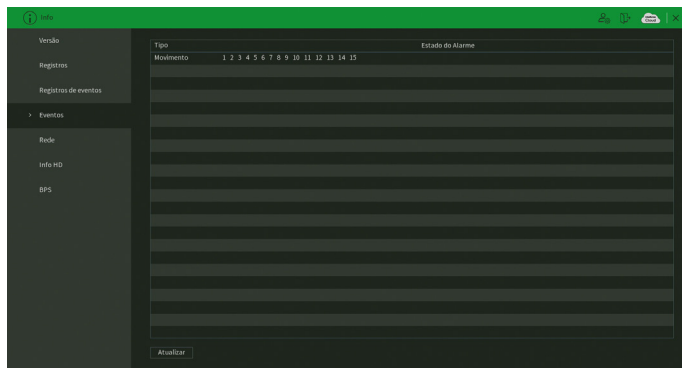 Info
Versão
Registros
Registros de eventos
> Eventos
Rede
Info HD
BPS
Tipo Estado do Alarme
Movimento 1 2 3 4 5 6 7 8 9 10 11 12 13 14 15
Atualizar